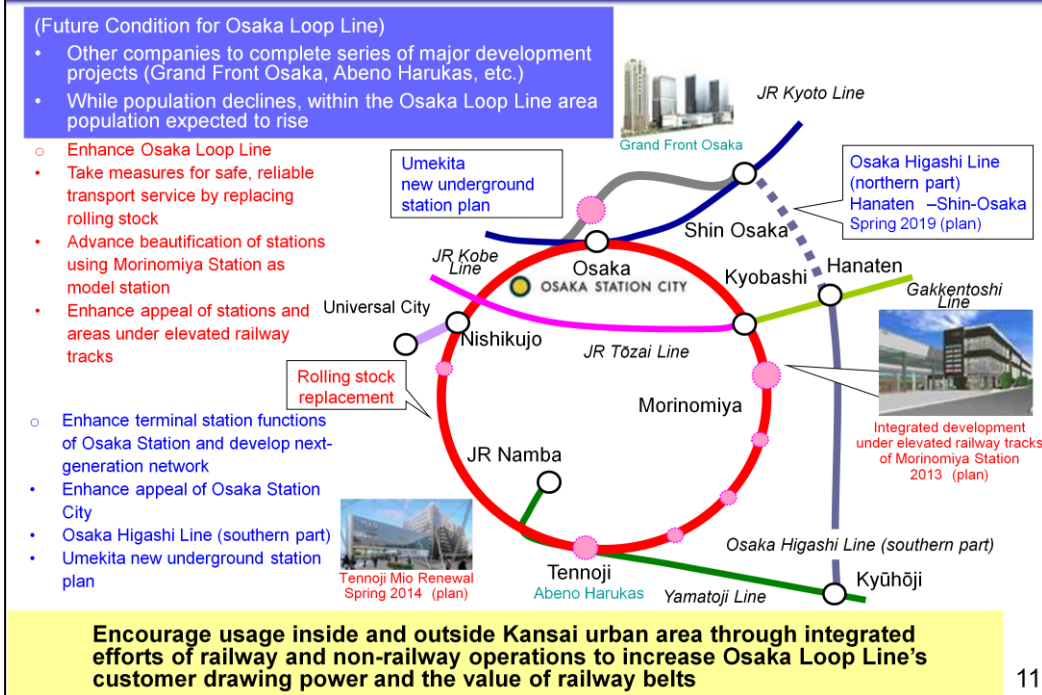 (Future Condition for Osaka Loop Line)
• Other companies to complete series of major development
projects (Grand Front Osaka, Abeno Harukas, etc.)
• While population declines, within the Osaka Loop Line area
population expected to rise
○ Enhance Osaka Loop Line
• Take measures for safe, reliable
transport service by replacing
rolling stock
• Advance beautification of stations
using Morinomiya Station as
model station
• Enhance appeal of stations and
areas under elevated railway
tracks
○ Enhance terminal station functions
of Osaka Station and develop next-
generation network
• Enhance appeal of Osaka Station
City
• Osaka Higashi Line (southern part)
• Umekita new underground station
plan
Grand Front Osaka
JR Kyoto Line
Umekita
new underground
station plan
Osaka Higashi Line
(northern part)
Hanaten –Shin-Osaka
Spring 2019 (plan)
Shin Osaka
JR Kobe
Line
Osaka
OSAKA STATION CITY
Kyobashi
Hanaten
Gakkentoshi
Line
Universal City
Nishikujo
JR Tōzai Line
Rolling stock
replacement
Morinomiya
Integrated development
under elevated railway tracks
of Morinomiya Station
2013 (plan)
JR Namba
MIO
Tennoji Mio Renewal
Spring 2014 (plan)
Tennoji
Abeno Harukas
Osaka Higashi Line (southern part)
Yamatoji Line
Kyūhōji
Encourage usage inside and outside Kansai urban area through integrated
efforts of railway and non-railway operations to increase Osaka Loop Line's
customer drawing power and the value of railway belts
11